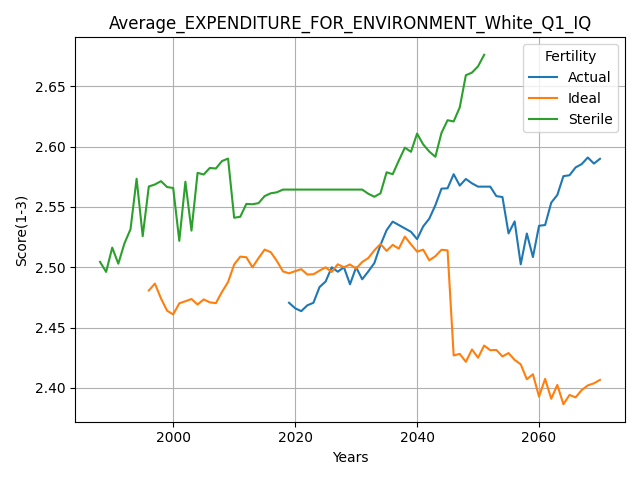 Average_EXPENDITURE_FOR_ENVIRONMENT_White_Q1_IQ
Fertility
Actual
Ideal
Sterile
Score(1-3)
2.65
2.60
2.55
2.50
2.45
2.40
2000
2020
2040
2060
Years